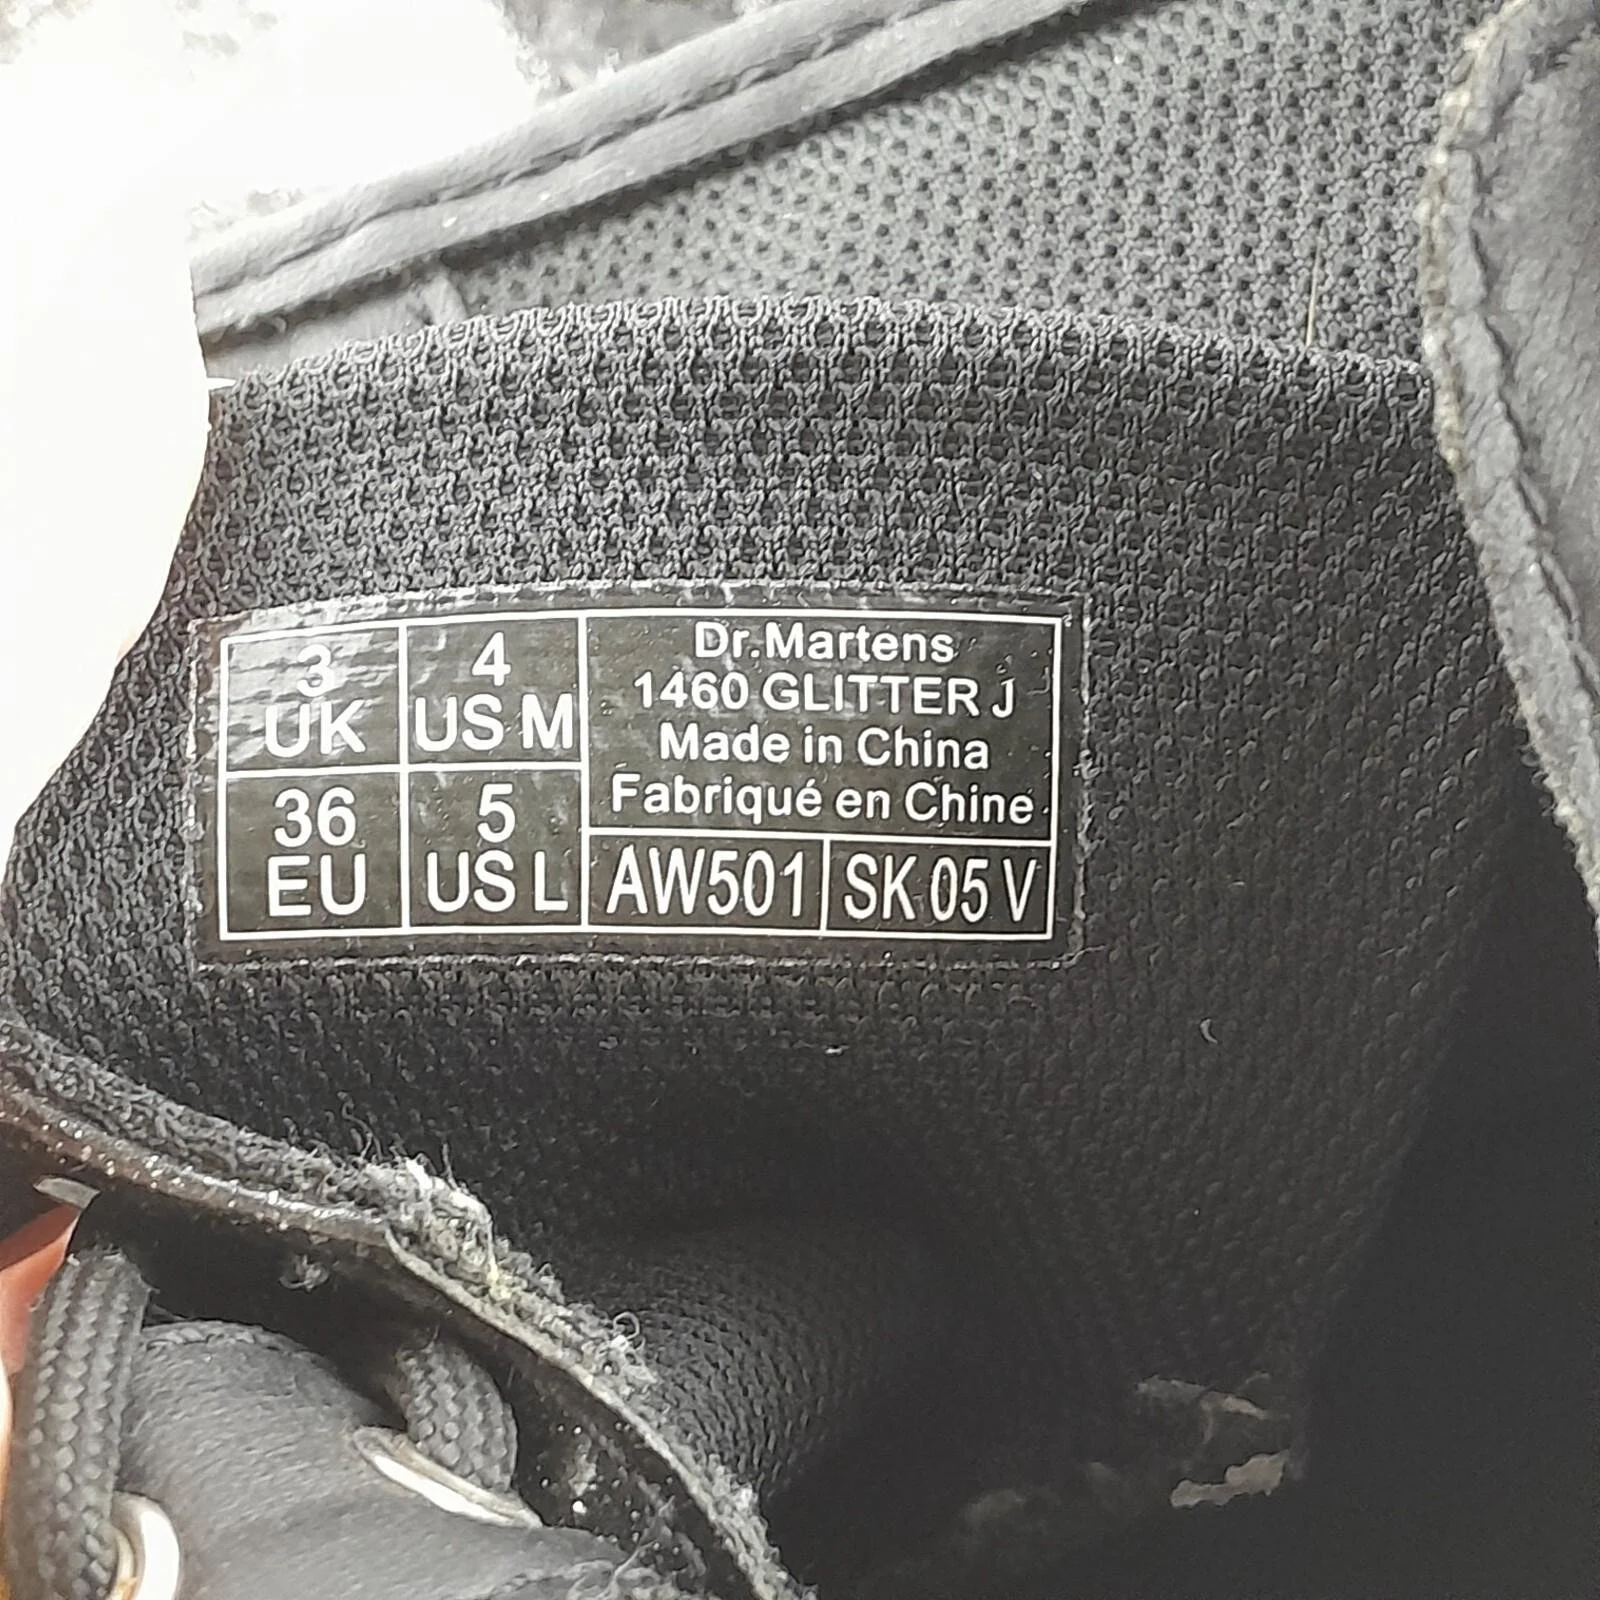 3
UK
4
US M
36
EU
5
US L
Dr.Martens
1460 GLITTER J
Made in China
Fabriqué en Chine
AW501
SK 05 V